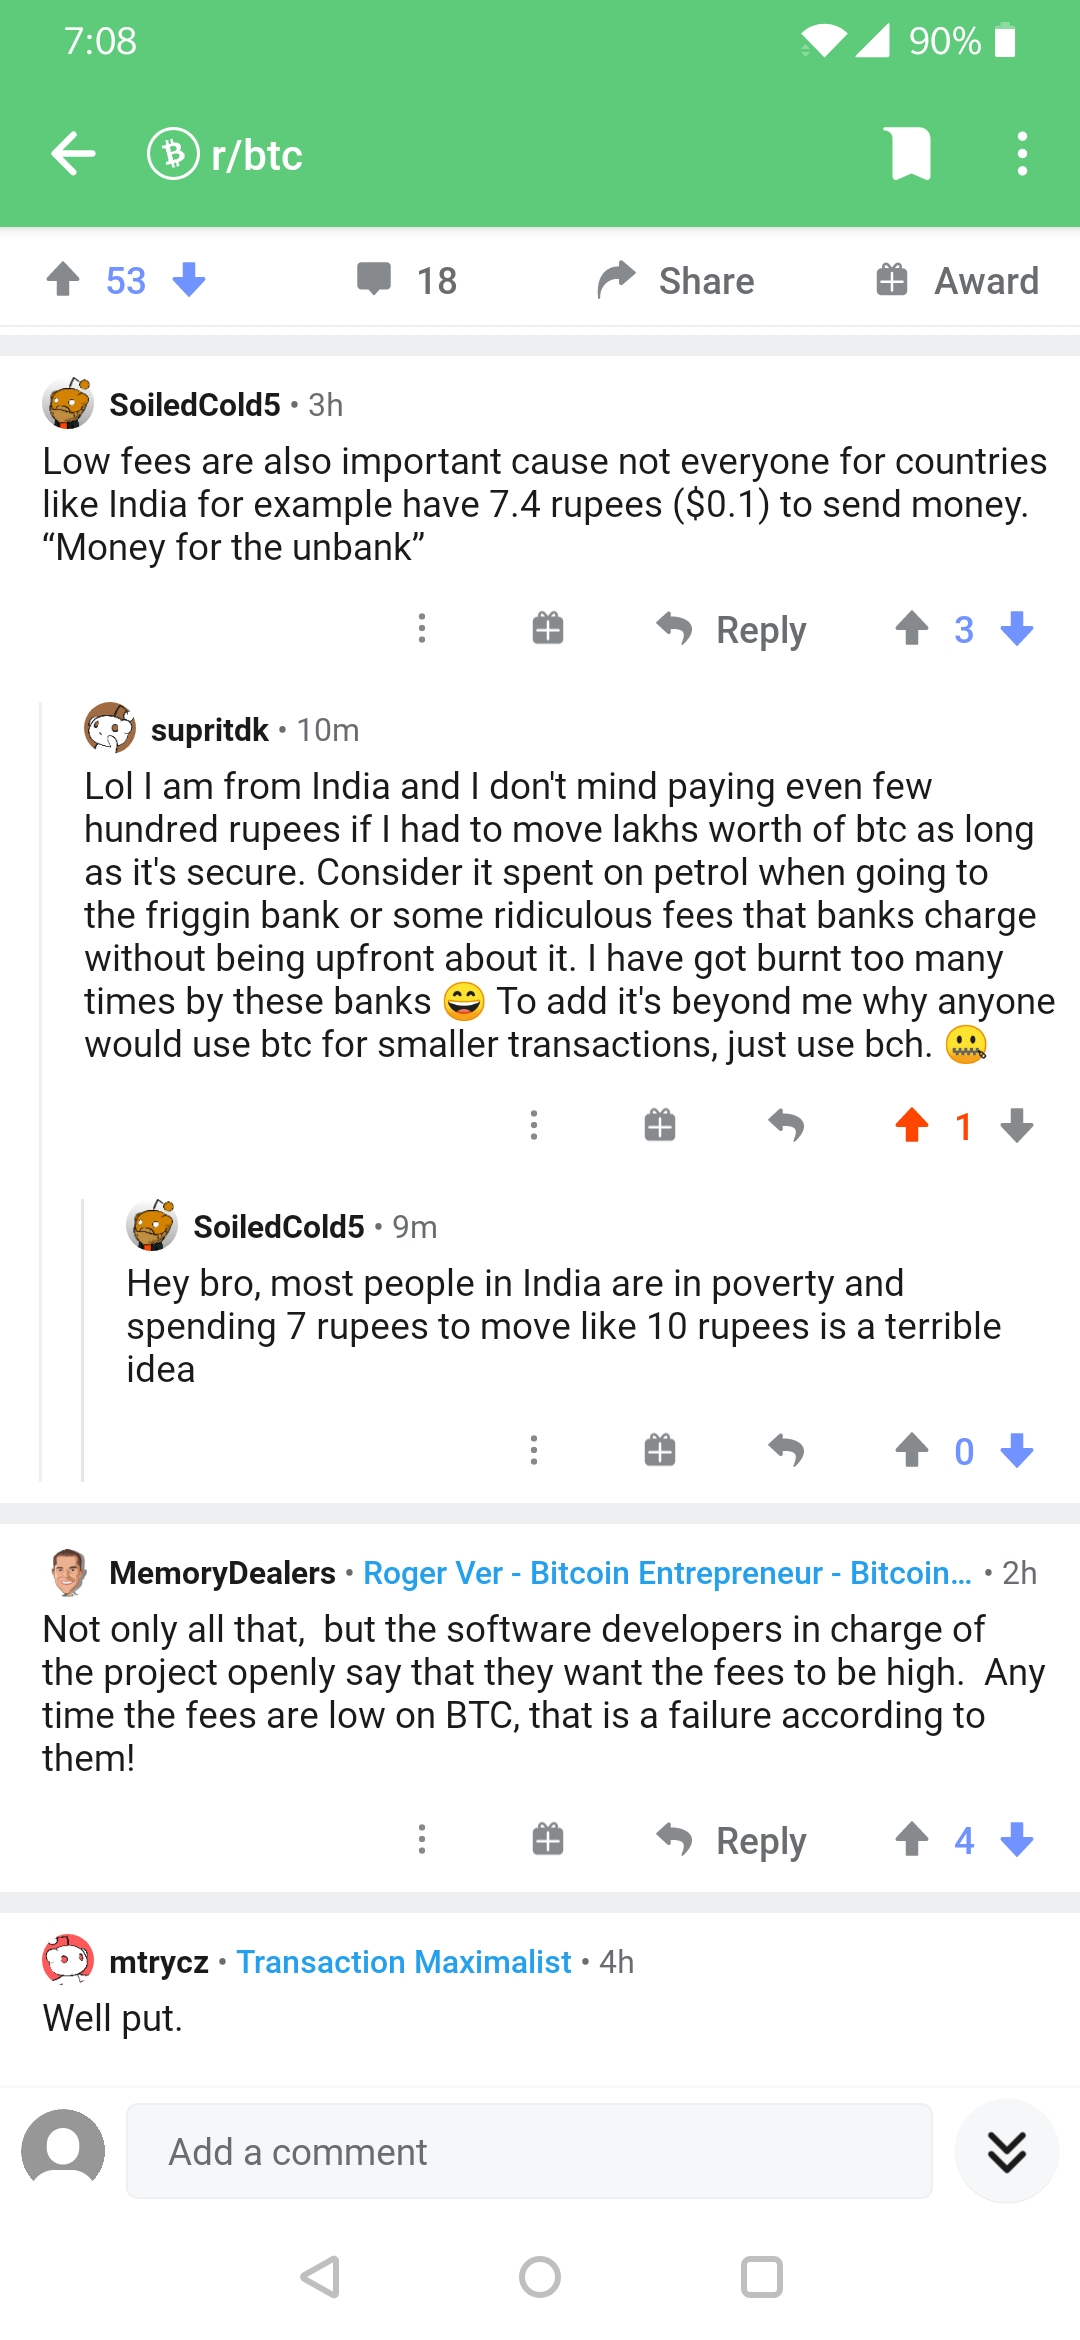 7:08
90%
r/btc
53
18
Share
Award
SoiledCold5 • 3h
Low fees are also important cause not everyone for countries
like India for example have 7.4 rupees ($0.1) to send money.
“Money for the unbank”
Reply
3
supritdk • 10m
Lol I am from India and I don't mind paying even few
hundred rupees if I had to move lakhs worth of btc as long
as it's secure. Consider it spent on petrol when going to
the friggin bank or some ridiculous fees that banks charge
without being upfront about it. I have got burnt too many
times by these banks 😄 To add it's beyond me why anyone
would use btc for smaller transactions, just use bch. 🤐
1
SoiledCold5 • 9m
Hey bro, most people in India are in poverty and
spending 7 rupees to move like 10 rupees is a terrible
idea
0
MemoryDealers • Roger Ver - Bitcoin Entrepreneur - Bitcoin... • 2h
Not only all that,  but the software developers in charge of
the project openly say that they want the fees to be high.  Any
time the fees are low on BTC, that is a failure according to
them!
Reply
4
mtrycz • Transaction Maximalist • 4h
Well put.
Add a comment